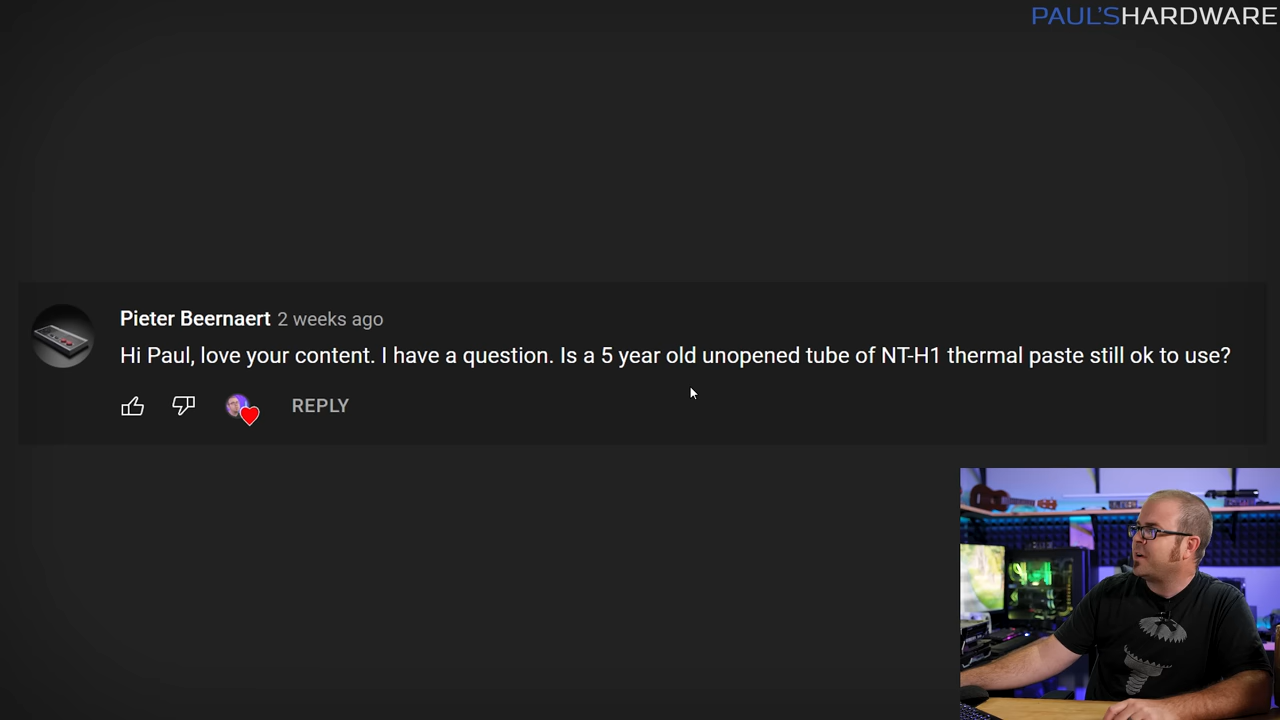 PAUL'SHARDWARE
Pieter Beernaert 2 weeks ago
Hi Paul, love your content. I have a question. Is a 5 year old unopened tube of NT-H1 thermal paste still ok to use?
REPLY